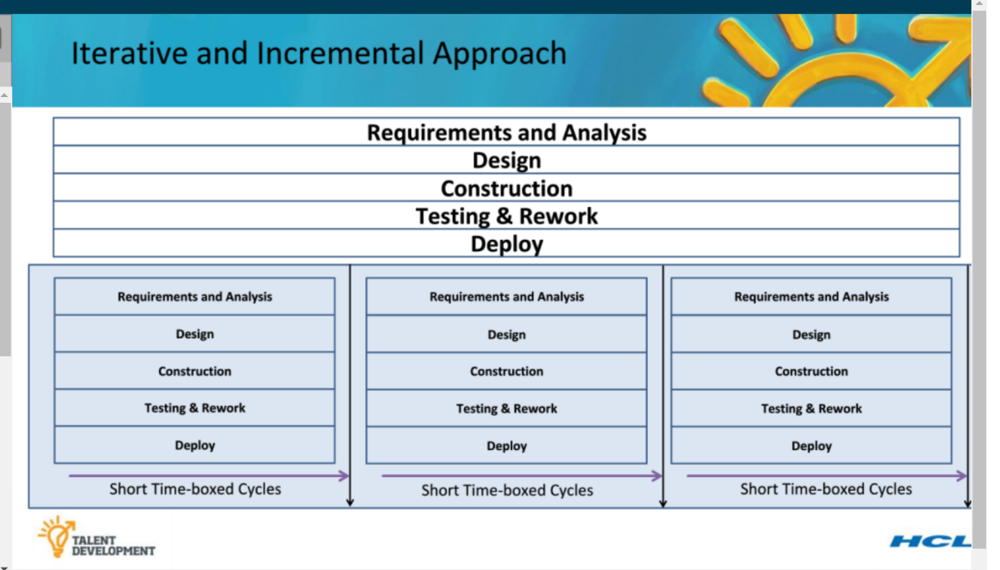 Iterative and Incremental Approach
Requirements and Analysis
Design
Construction
Testing & Rework
Deploy
Requirements and Analysis
Design
Construction
Testing & Rework
Deploy
Short Time-boxed Cycles
Requirements and Analysis
Design
Construction
Testing & Rework
Deploy
Short Time-boxed Cycles
Requirements and Analysis
Design
Construction
Testing & Rework
Deploy
Short Time-boxed Cycles
TALENT
DEVELOPMENT
HCL